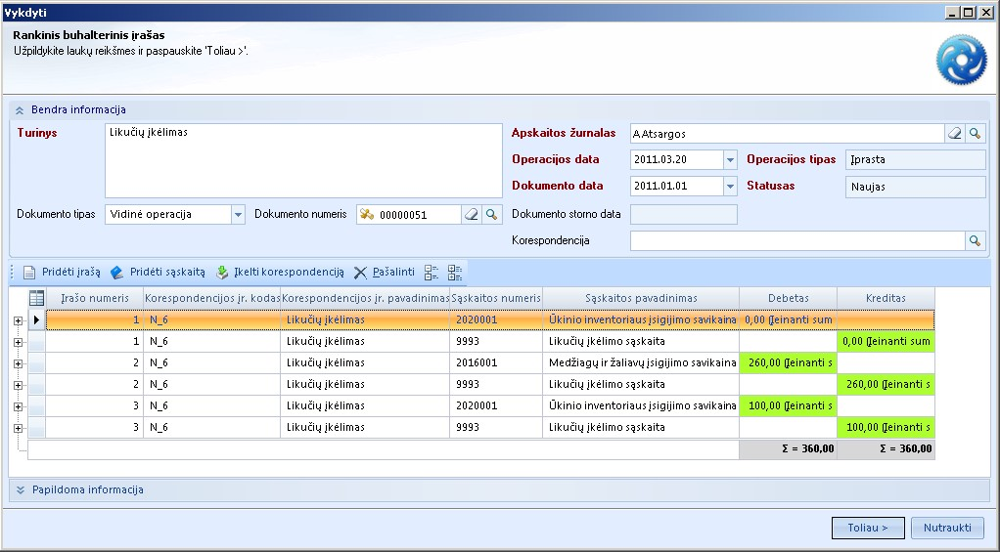 Vykdyti
Rankinis buhalterinis įrašas
Užpildykite laukų reikšmes ir paspauskite 'Toliau >'.
Bendra informacija
Turinys Likučių įkėlimas Apskaitos žurnalas AAtsargos
Operacijos data 2011.03.20 Operacijos tipas Įprasta
Dokumento data 2011.01.01 Statusas Naujas
Dokumento tipas Vidinė operacija Dokumento numeris 00000051 Dokumento storno data
Korespondencija
Pridėti įrašą Pridėti sąskaitą Įkelti korespondenciją Pašalinti
Įrašo numeris Korespondencijos įr. kodas Korespondencijos įr. pavadinimas Sąskaitos numeris Sąskaitos pavadinimas Debetas Kreditas
1 N_6 Likučių įkėlimas 2020001 Ūkinio inventoriaus įsigijimo savikaina 0,00 (Įeinanti sum
1 N_6 Likučių įkėlimas 9993 Likučių įkėlimo sąskaita 0,00 (Įeinanti sum
2 N_6 Likučių įkėlimas 2016001 Medžiagų ir žaliavų įsigijimo savikaina 260,00 (Įeinanti s
2 N_6 Likučių įkėlimas 9993 Likučių įkėlimo sąskaita 260,00 (Įeinanti s
3 N_6 Likučių įkėlimas 2020001 Ūkinio inventoriaus įsigijimo savikaina 100,00 (Įeinanti s
3 N_6 Likučių įkėlimas 9993 Likučių įkėlimo sąskaita 100,00 (Įeinanti s
Σ = 360,00 Σ = 360,00
Papildoma informacija
Toliau > Nutraukti